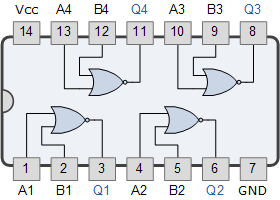 Vcc A4 B4 Q4 A3 B3 Q3
14 13 12 11 10 9 8
1 2 3 4 5 6 7
A1 B1 Q1 A2 B2 Q2 GND